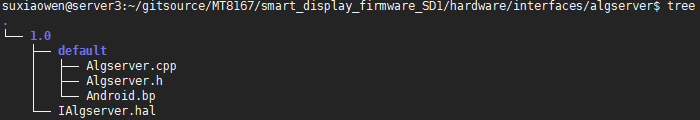 suxiaowen@server3:~/gitsource/MT8167/smart_display_firmware_SD1/hardware/interfaces/algserver$ tree
.
└── 1.0
    ├── default
    │   ├── Algserver.cpp
    │   ├── Algserver.h
    │   └── Android.bp
    └── IAlgserver.hal